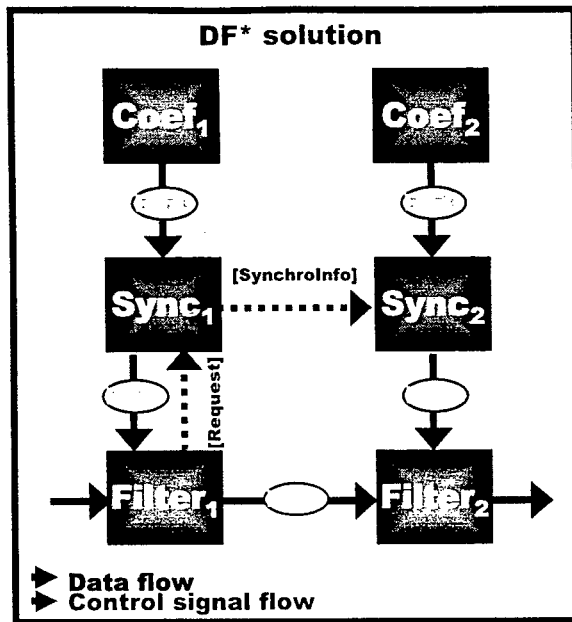 DF* solution
Coef1
Coef2
[SynchroInfo]
Sync1
Sync2
[Request]
Filter1
Filter2
Data flow
Control signal flow